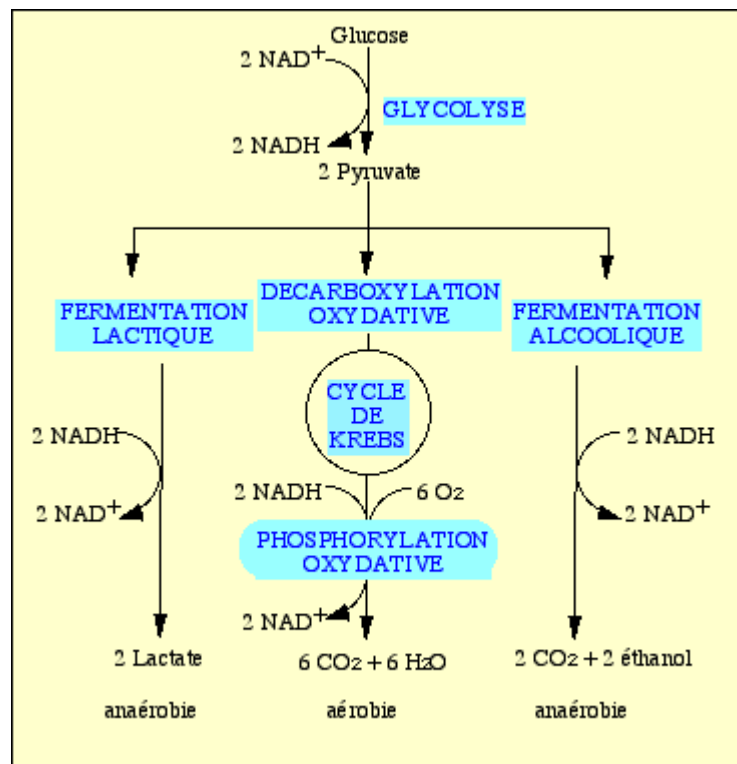 Glucose
2 NAD+
GLYCOLYSE
2 NADH
2 Pyruvate
FERMENTATION
LACTIQUE
DECARBOXYLATION
OXYDATIVE
FERMENTATION
ALCOOLIQUE
CYCLE
DE
KREBS
2 NADH
2 NAD+
2 NADH
6 O2
2 NADH
2 NAD+
PHOSPHORYLATION
OXYDATIVE
2 NAD+
2 Lactate
6 CO2 + 6 H2O
2 CO2 + 2 éthanol
anaérobie
aérobie
anaérobie